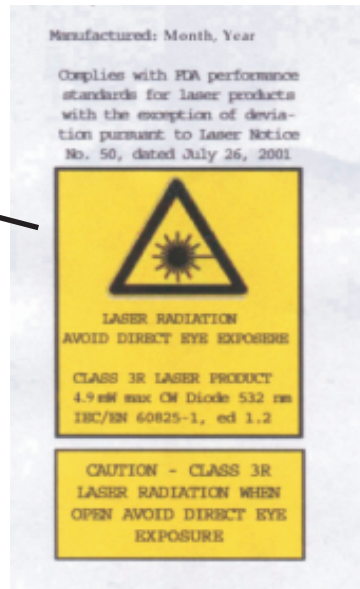 Manufactured: Month, Year
Complies with FDA performance
standards for laser products
with the exception of devia-
tion pursuant to Laser Notice
No. 50, dated July 26, 2001
LASER RADIATION
AVOID DIRECT EYE EXPOSERE
CLASS 3R LASER PRODUCT
4.9 mW max CW Diode 532 nm
IEC/EN 60825-1, ed 1.2
CAUTION - CLASS 3R
LASER RADIATION WHEN
OPEN AVOID DIRECT EYE
EXPOSURE